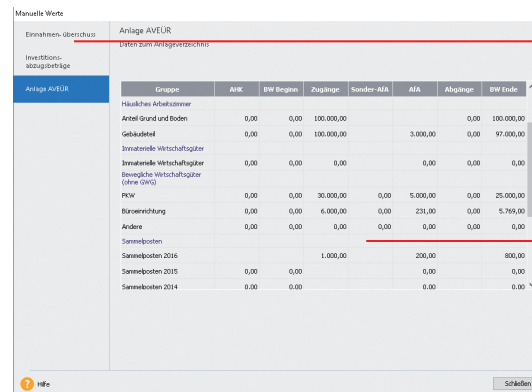 Manuelle Werte
Einnahmen- überschuss
Investitions-
abzugsbeträge
Anlage AVEÜR
Anlage AVEÜR
Daten zum Anlageverzeichnis
Gruppe AHK BW Beginn Zugänge Sonder-AfA AfA Abgänge BW Ende
Häusliches Arbeitszimmer
Anteil Grund und Boden 0,00 0,00 100.000,00 0,00 100.000,00
Gebäudeteil 0,00 0,00 100.000,00 3.000,00 0,00 97.000,00
Immaterielle Wirtschaftsgüter
Immaterielle Wirtschaftsgüter 0,00 0,00 0,00 0,00 0,00 0,00
Bewegliche Wirtschaftsgüter
(ohne GWG)
PKW 0,00 0,00 30.000,00 0,00 5.000,00 0,00 25.000,00
Büroeinrichtung 0,00 0,00 6.000,00 0,00 231,00 0,00 5.769,00
Andere 0,00 0,00 0,00 0,00 0,00 0,00 0,00
Sammelposten
Sammelposten 2016 1.000,00 200,00 800,00
Sammelposten 2015 0,00 0,00 0,00 0,00
Sammelposten 2014 0,00 0,00 0,00 0,00
Hilfe
Schließen